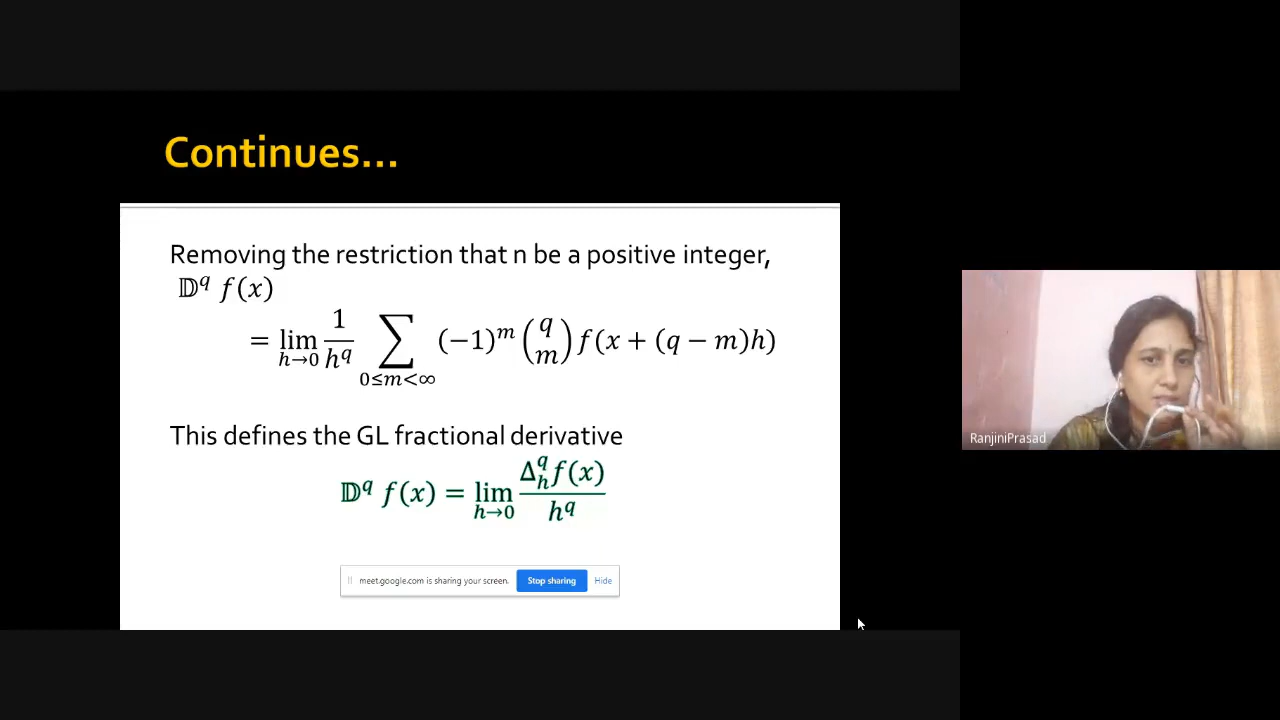 Continues...
Removing the restriction that n be a positive integer,
𝔻^q f(x)
= lim_{h→0} 1/h^q ∑_{0≤m<∞} (−1)^m (q m) f(x + (q − m)h)
This defines the GL fractional derivative
𝔻^q f(x) = lim_{h→0} Δ_h^q f(x) / h^q
meet.google.com is sharing your screen. Stop sharing Hide
RanjiniPrasad